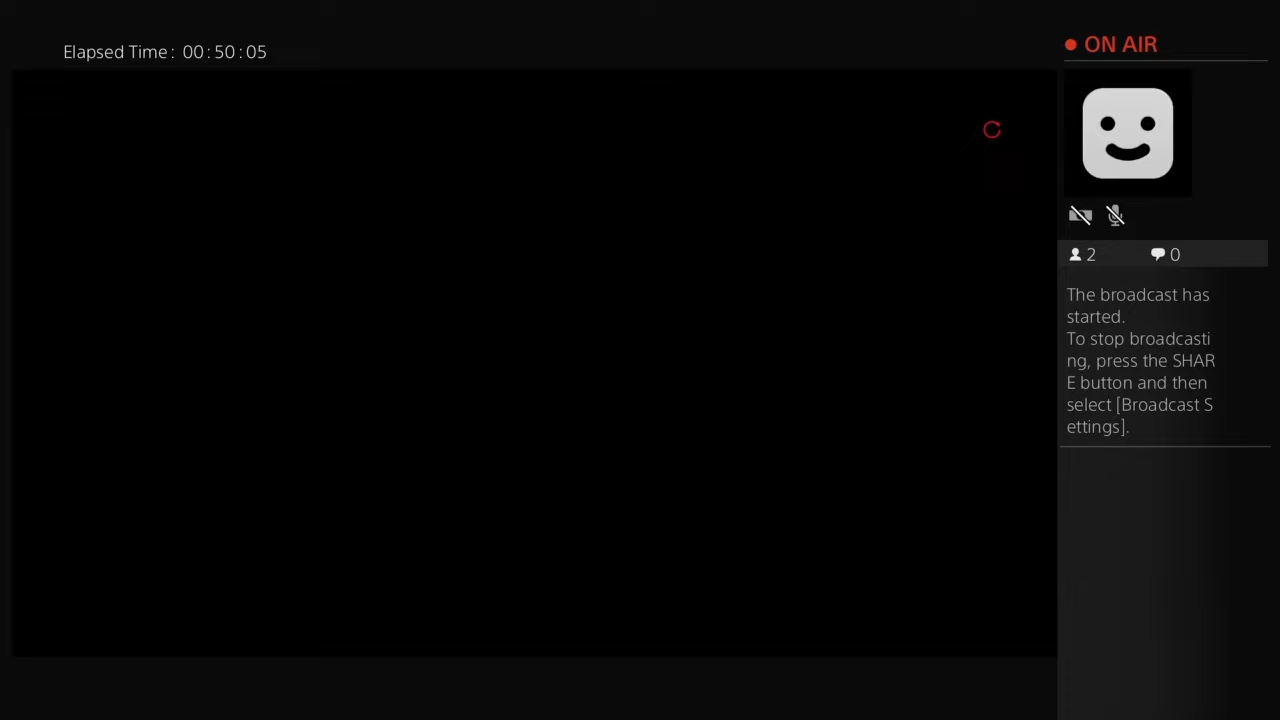 Elapsed Time: 00:50:05
ON AIR
2 0
The broadcast has
started.
To stop broadcasti
ng, press the SHAR
E button and then
select [Broadcast S
ettings].